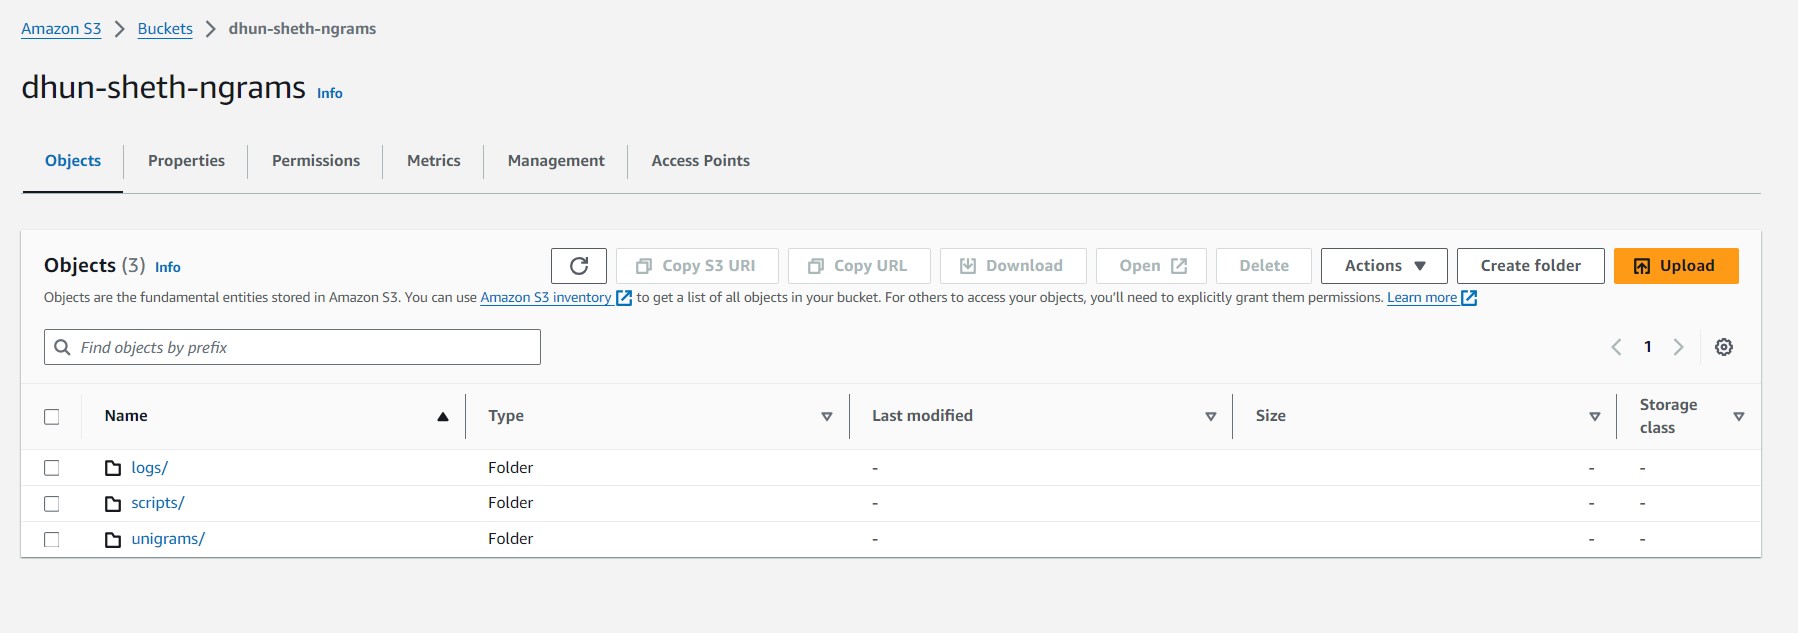 Amazon S3 > Buckets > dhun-sheth-ngrams
dhun-sheth-ngrams Info
Objects Properties Permissions Metrics Management Access Points
Objects (3) Info Copy S3 URI Copy URL Download Open Delete Actions Create folder Upload
Objects are the fundamental entities stored in Amazon S3. You can use Amazon S3 inventory to get a list of all objects in your bucket. For others to access your objects, you'll need to explicitly grant them permissions. Learn more
Find objects by prefix 1
Name Type Last modified Size Storage class
logs/ Folder - - -
scripts/ Folder - - -
unigrams/ Folder - - -